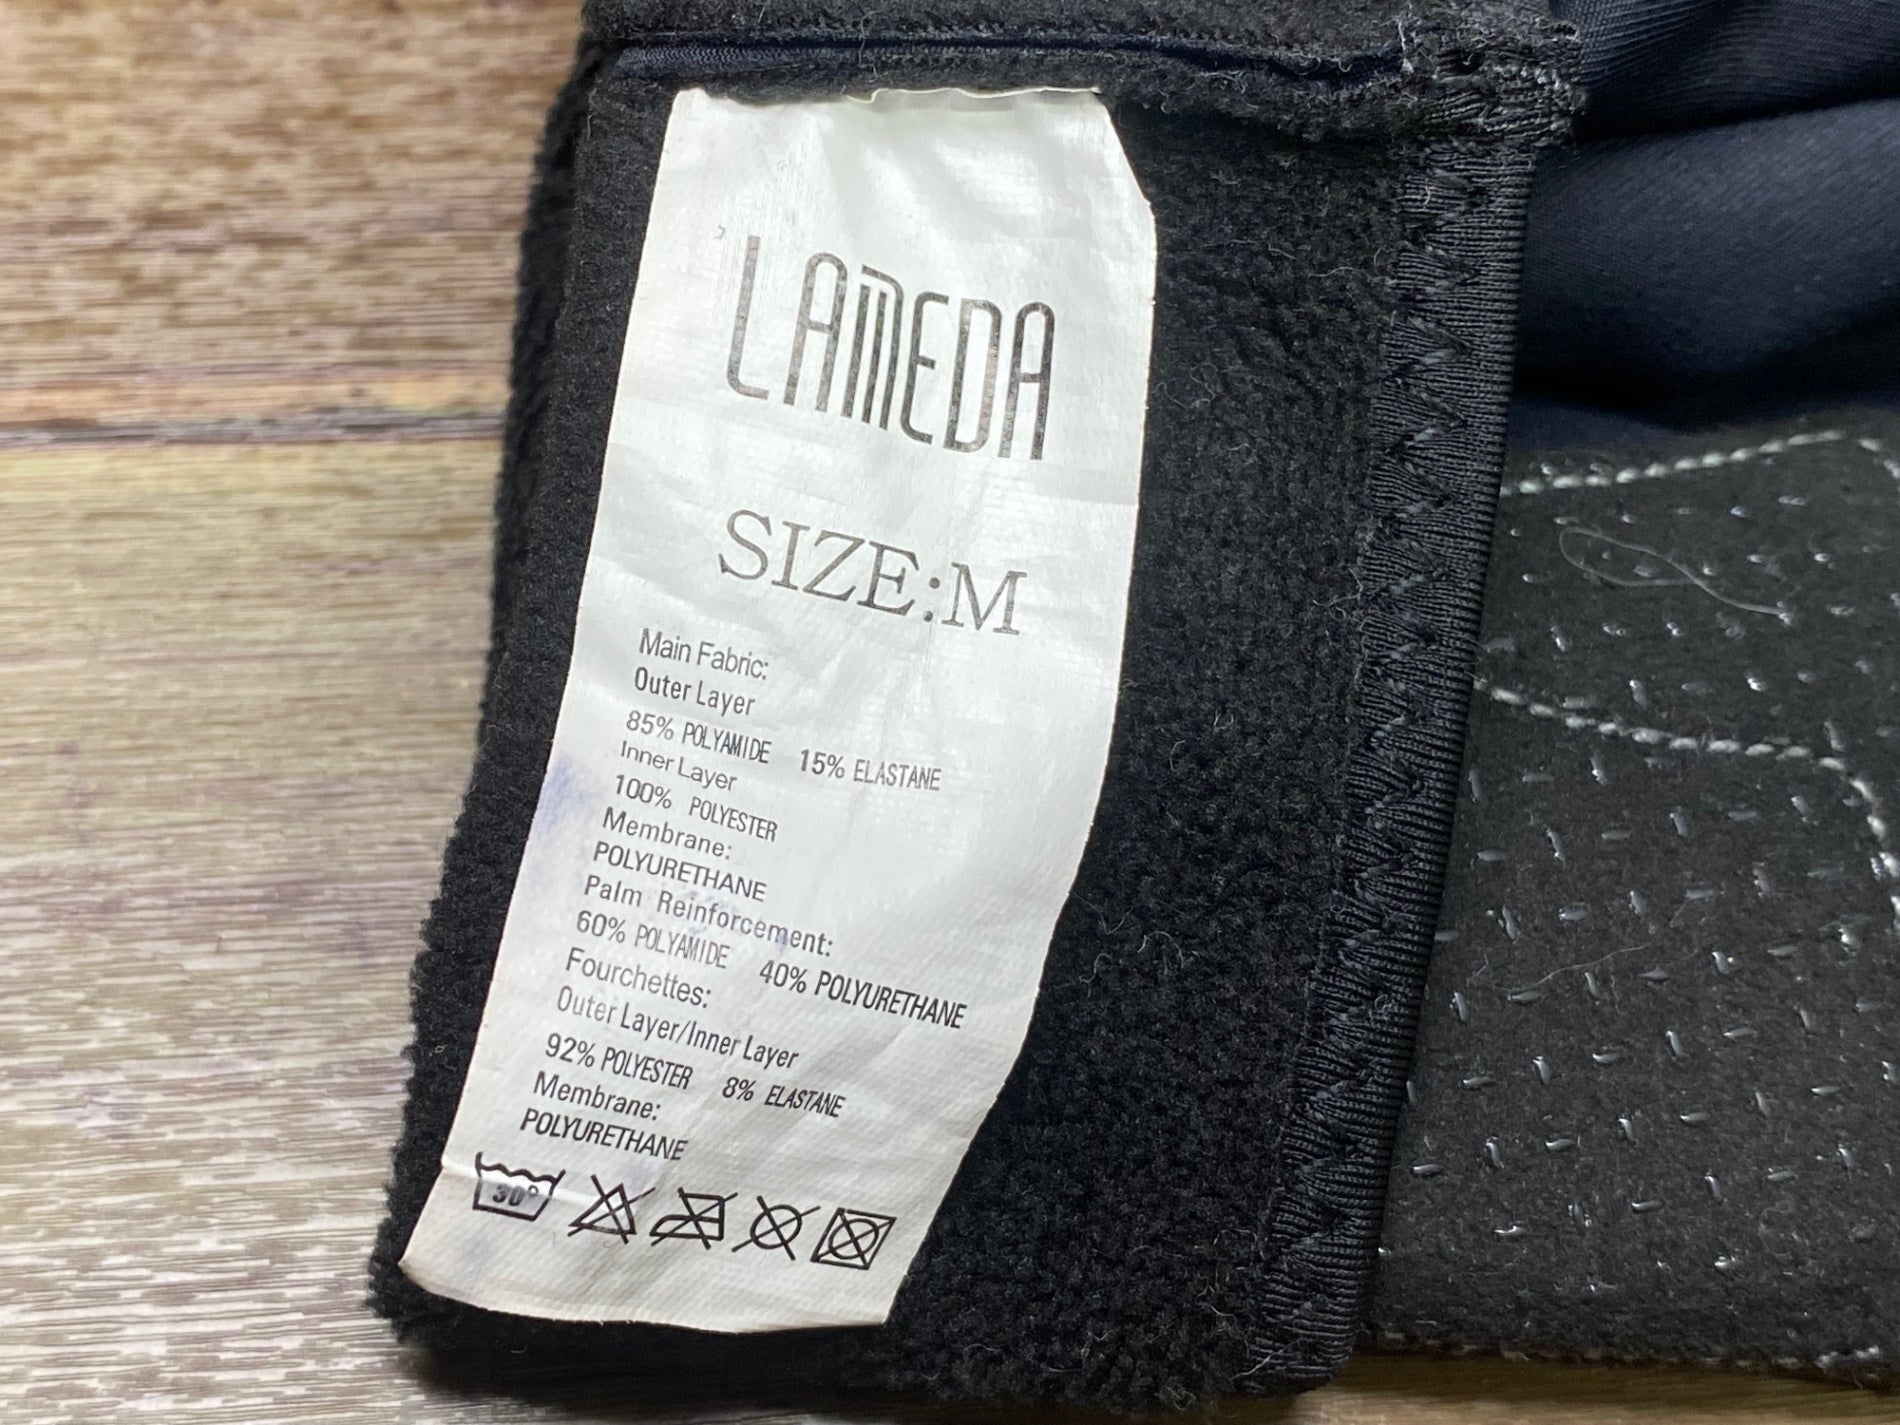 LAMEDA
SIZE:M
Main Fabric:
Outer Layer
85% POLYAMIDE 15% ELASTANE
Inner Layer
100% POLYESTER
Membrane:
POLYURETHANE
Palm Reinforcement:
60% POLYAMIDE 40% POLYURETHANE
Fourchettes:
Outer Layer/Inner Layer
92% POLYESTER 8% ELASTANE
Membrane:
POLYURETHANE
30°